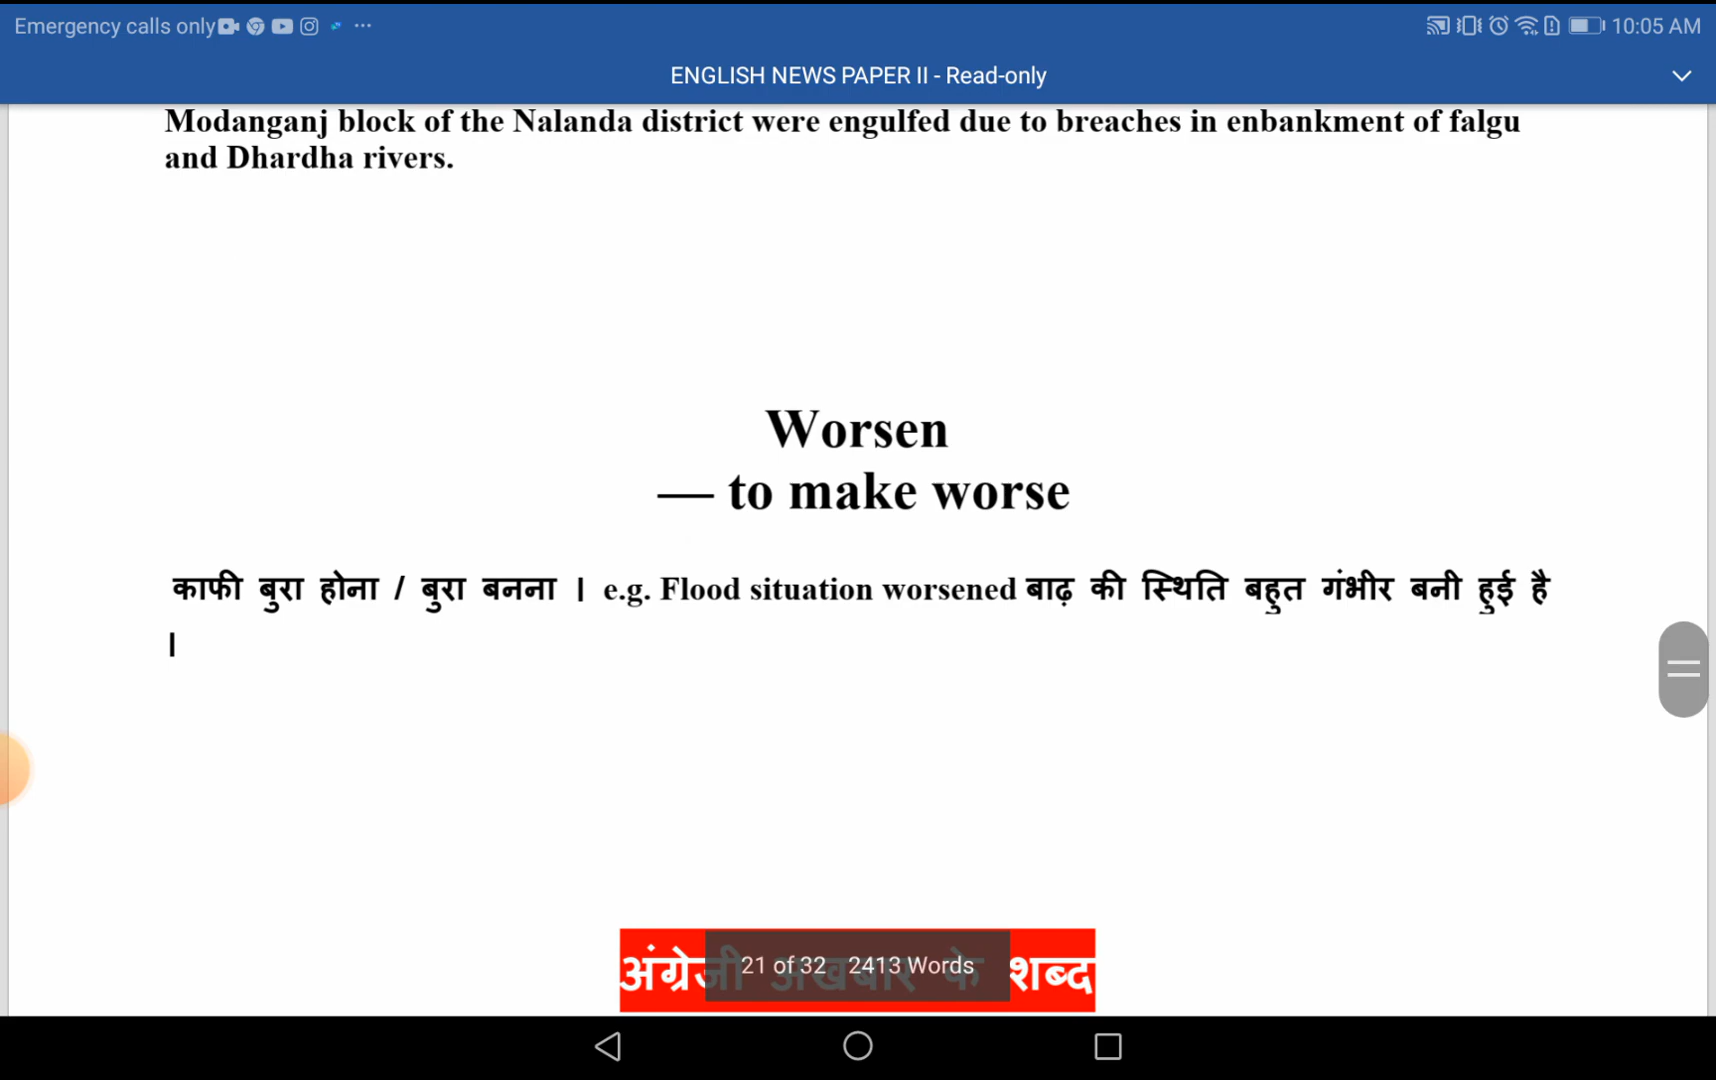 Emergency calls only
10:05 AM
ENGLISH NEWS PAPER II - Read-only
Modanganj block of the Nalanda district were engulfed due to breaches in enbankment of falgu
and Dhardha rivers.
Worsen
— to make worse
काफी बुरा होना / बुरा बनना । e.g. Flood situation worsened बाढ़ की स्थिति बहुत गंभीर बनी हुई है
।
अंग्रेजी अखबार के शब्द
21 of 32 2413 Words